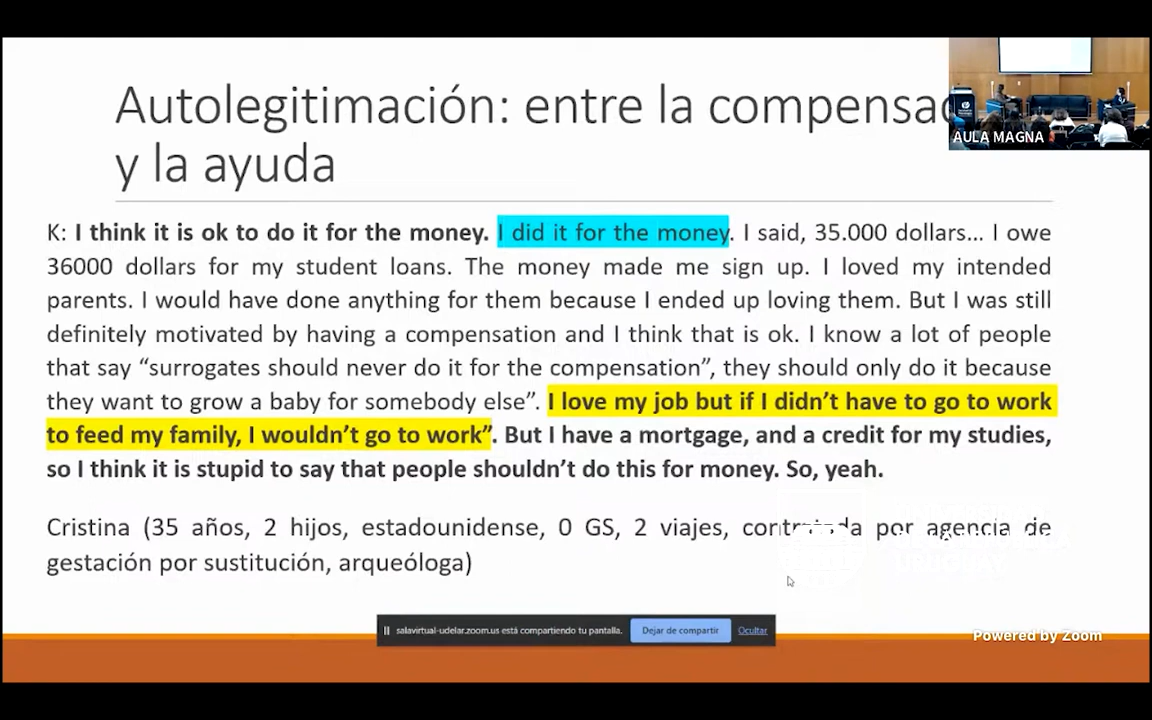 Autolegitimación: entre la
y la ayuda
AULA MAGNA
K: I think it is ok to do it for the money. I did it for the money. I said, 35.000 dollars… I owe
36000 dollars for my student loans. The money made me sign up. I loved my intended
parents. I would have done anything for them because I ended up loving them. But I was still
definitely motivated by having a compensation and I think that is ok. I know a lot of people
that say “surrogates should never do it for the compensation”, they should only do it because
they want to grow a baby for somebody else”. I love my job but if I didn’t have to go to work
to feed my family, I wouldn’t go to work”. But I have a mortgage, and a credit for my studies,
so I think it is stupid to say that people shouldn’t do this for money. So, yeah.
Cristina (35 años, 2 hijos, estadounidense, 0 GS, 2 viajes, por agencia de
gestación por sustitución, arqueóloga)
salavirtual-udelar.zoom.us está compartiendo tu pantalla. Dejar de compartir Ocultar
Powered by Zoom